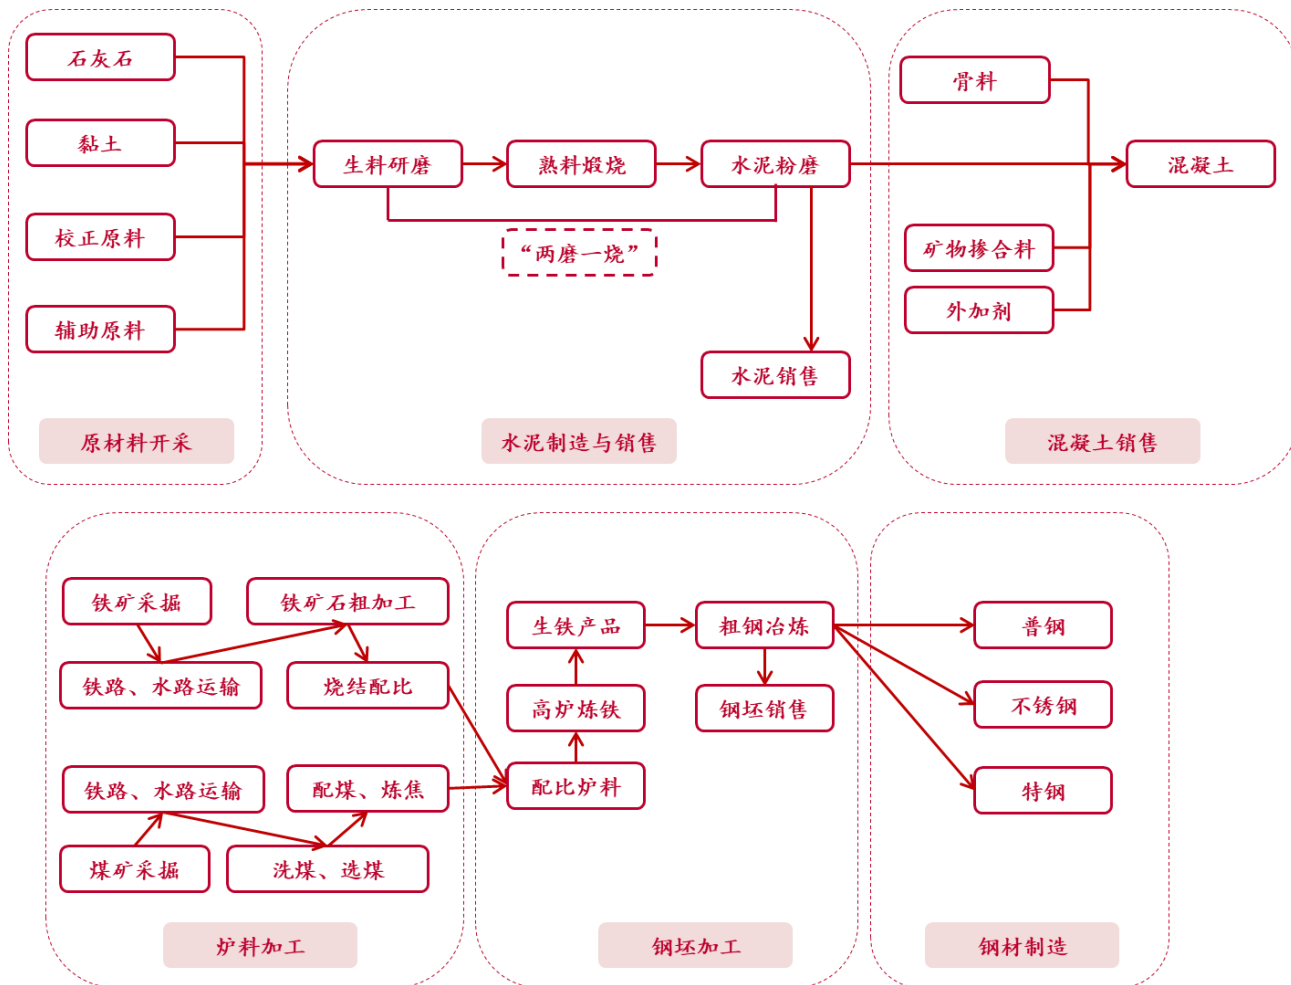 石灰石
黏土
校正原料
辅助原料
原材料开采
生料研磨
熟料煅烧
水泥粉磨
“两磨一烧”
水泥销售
水泥制造与销售
骨料
混凝土
矿物掺合料
外加剂
混凝土销售
铁矿采掘
铁矿石粗加工
铁路、水路运输
烧结配比
铁路、水路运输
配煤、炼焦
煤矿采掘
洗煤、选煤
炉料加工
生铁产品
粗钢冶炼
高炉炼铁
钢坯销售
配比炉料
钢坯加工
普钢
不锈钢
特钢
钢材制造